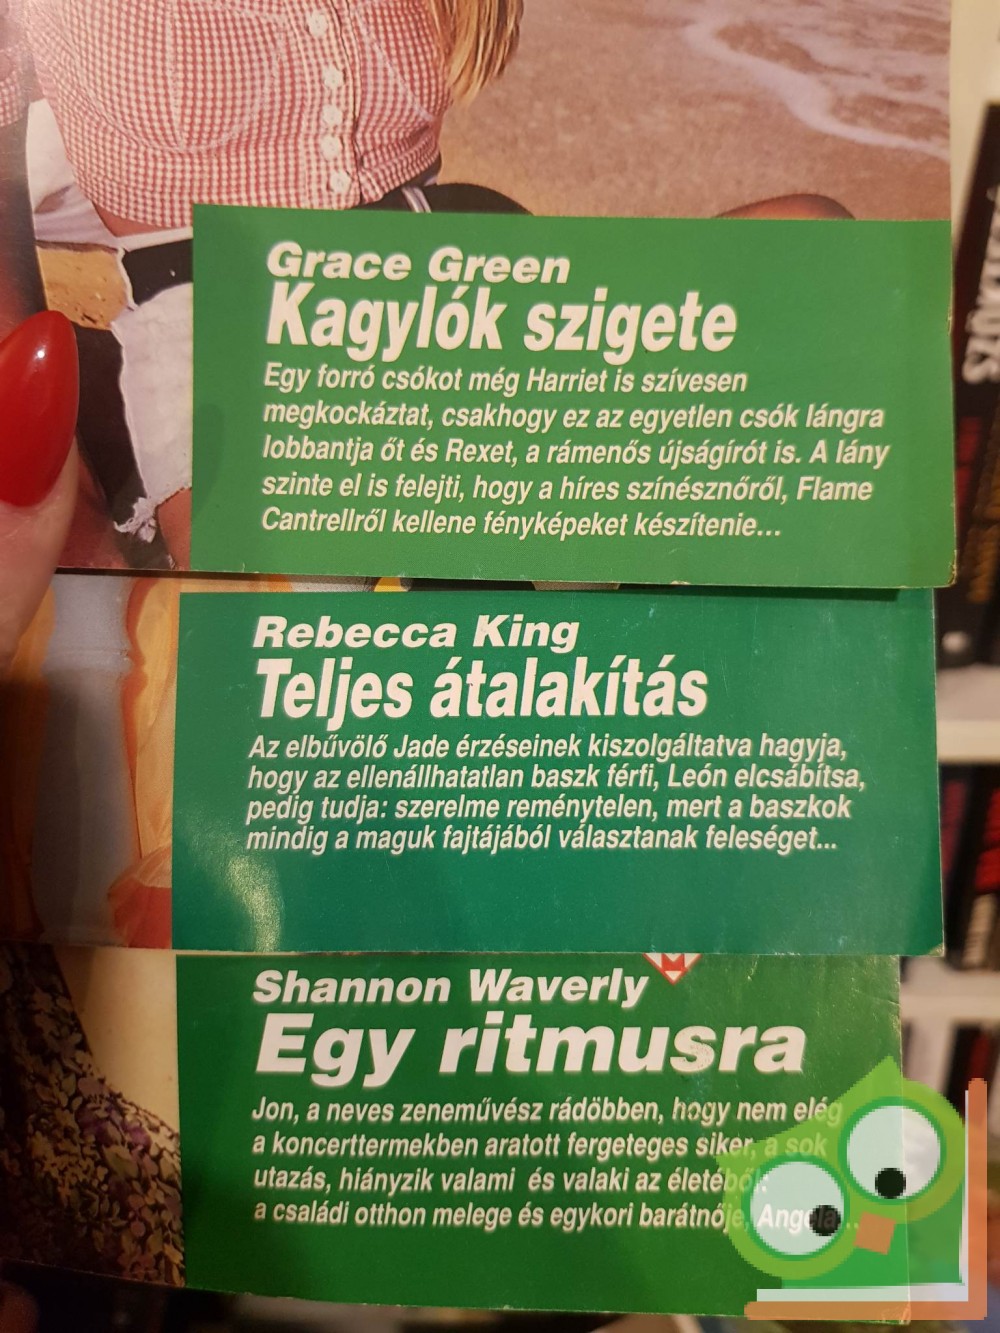 Grace Green
Kagylók szigete
Egy forró csókot még Harriet is szívesen
megkockáztat, csakhogy ez az egyetlen csók lángra
lobbantja őt és Rexet, a rámenős újságírót is. A lány
szinte el is felejti, hogy a híres színésznőről, Flame
Cantrellről kellene fényképeket készítenie...
Rebecca King
Teljes átalakítás
Az elbűvölő Jade érzéseinek kiszolgáltatva hagyja,
hogy az ellenállhatatlan baszk férfi, León elcsábítsa,
pedig tudja: szerelme reménytelen, mert a baszkok
mindig a maguk fajtájából választanak feleséget...
Shannon Waverly
Egy ritmusra
Jon, a neves zeneművész rádöbben, hogy nem elég
a koncerttermekben aratott fergeteges siker, a sok
utazás, hiányzik valami és valaki az életéből:
a családi otthon melege és egykori barátnője, Angela...